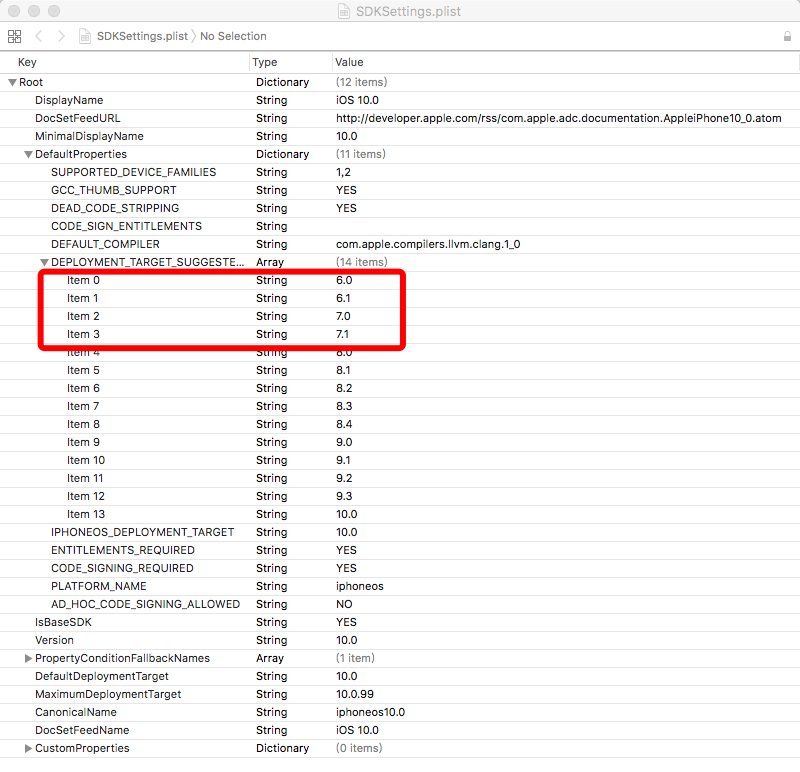 SDKSettings.plist
SDKSettings.plist No Selection
Key Type Value
Root Dictionary (12 items)
DisplayName String iOS 10.0
DocSetFeedURL String http://developer.apple.com/rss/com.apple.adc.documentation.AppleiPhone10_0.atom
MinimalDisplayName String 10.0
DefaultProperties Dictionary (11 items)
SUPPORTED_DEVICE_FAMILIES String 1,2
GCC_THUMB_SUPPORT String YES
DEAD_CODE_STRIPPING String YES
CODE_SIGN_ENTITLEMENTS String
DEFAULT_COMPILER String com.apple.compilers.llvm.clang.1_0
DEPLOYMENT_TARGET_SUGGESTE... Array (14 items)
Item 0 String 6.0
Item 1 String 6.1
Item 2 String 7.0
Item 3 String 7.1
Item 4 String 8.0
Item 5 String 8.1
Item 6 String 8.2
Item 7 String 8.3
Item 8 String 8.4
Item 9 String 9.0
Item 10 String 9.1
Item 11 String 9.2
Item 12 String 9.3
Item 13 String 10.0
IPHONEOS_DEPLOYMENT_TARGET String 10.0
ENTITLEMENTS_REQUIRED String YES
CODE_SIGNING_REQUIRED String YES
PLATFORM_NAME String iphoneos
AD_HOC_CODE_SIGNING_ALLOWED String NO
IsBaseSDK String YES
Version String 10.0
PropertyConditionFallbackNames Array (1 item)
DefaultDeploymentTarget String 10.0
MaximumDeploymentTarget String 10.0.99
CanonicalName String iphoneos10.0
DocSetFeedName String iOS 10.0
CustomProperties Dictionary (0 items)